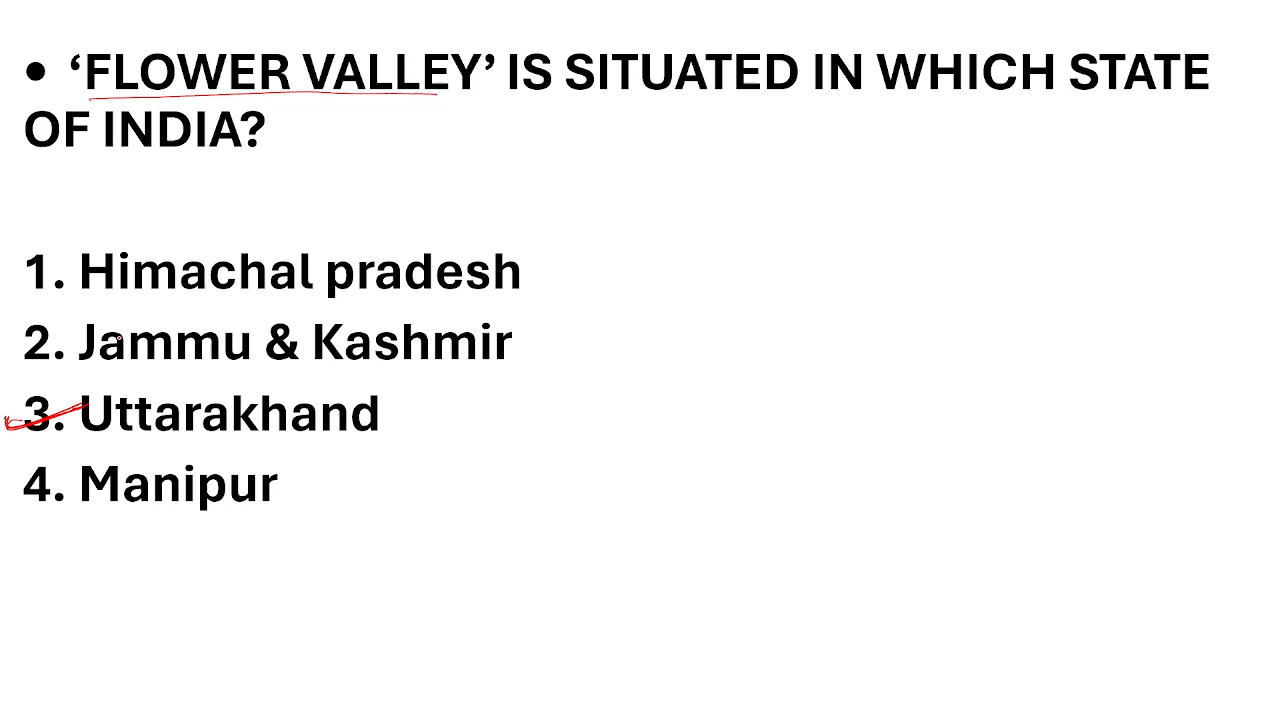 • ‘FLOWER VALLEY’ IS SITUATED IN WHICH STATE
OF INDIA?
1. Himachal pradesh
2. Jammu & Kashmir
3. Uttarakhand
4. Manipur